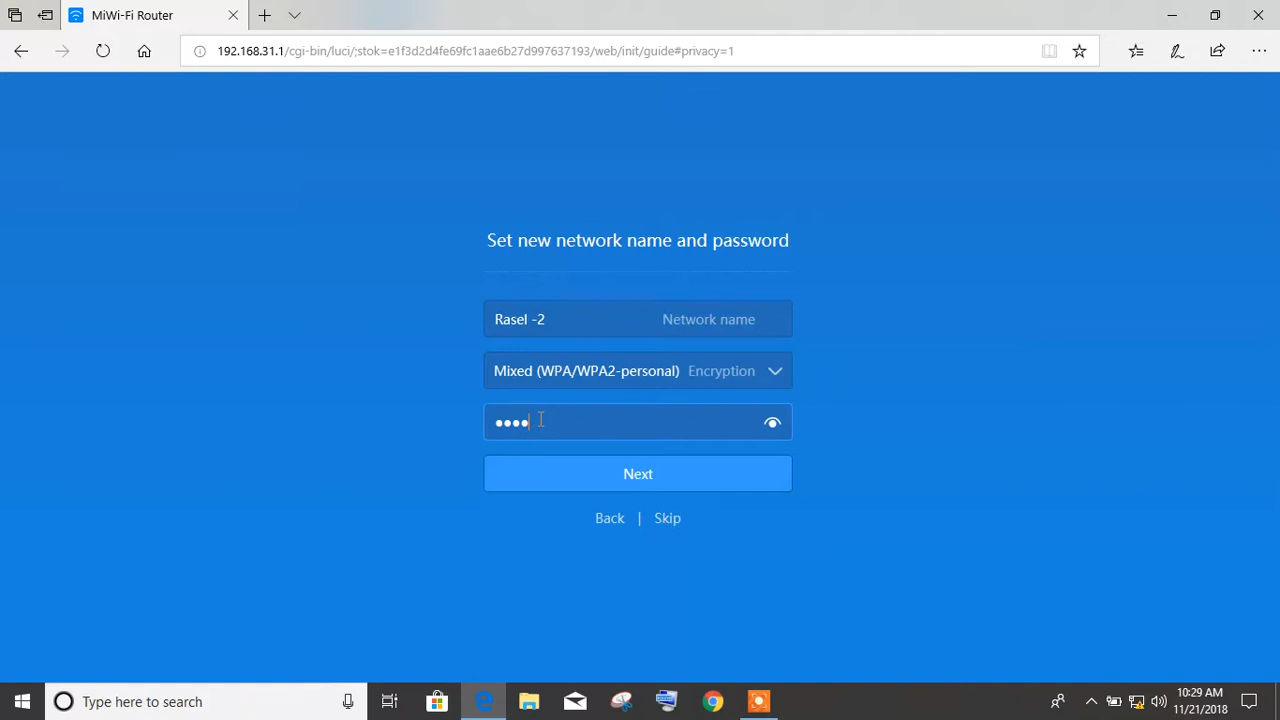 MiWi-Fi Router
192.168.31.1/cgi-bin/luci/;stok=e1f3d2d4fe69fc1aae6b27d997637193/web/init/guide#privacy=1
Set new network name and password
Rasel -2 Network name
Mixed (WPA/WPA2-personal) Encryption
••••
Next
Back | Skip
Type here to search
10:29 AM
11/21/2018